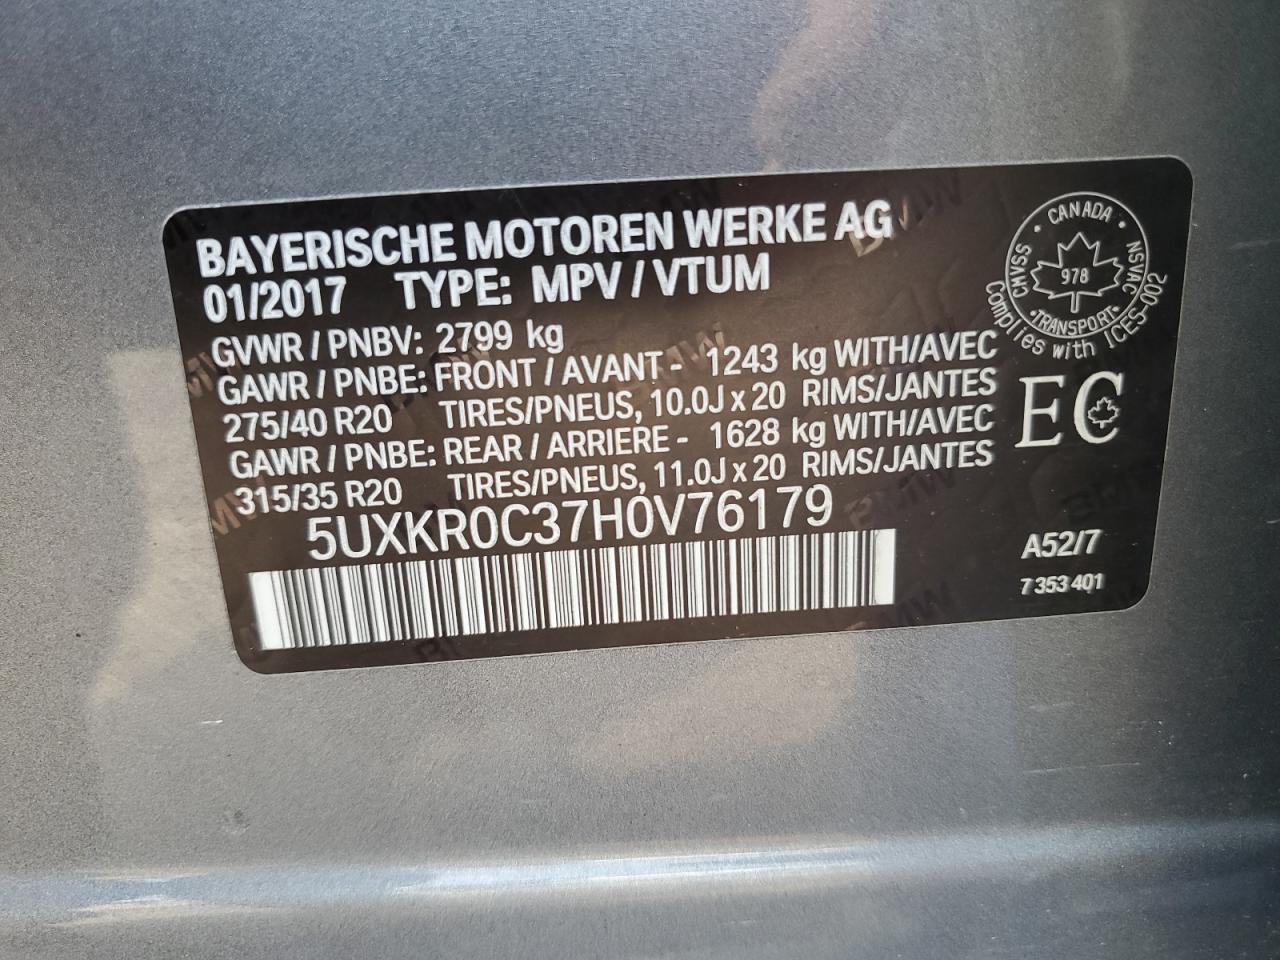 BAYERISCHE MOTOREN WERKE AG
01/2017 TYPE: MPV / VTUM
GVWR / PNBV: 2799 kg
GAWR / PNBE: FRONT / AVANT - 1243 kg WITH/AVEC
275/40 R20 TIRES/PNEUS, 10.0J x 20 RIMS/JANTES
GAWR / PNBE: REAR / ARRIERE - 1628 kg WITH/AVEC
315/35 R20 TIRES/PNEUS, 11.0J x 20 RIMS/JANTES
5UXKR0C37H0V76179
CANADA
CMVSS
NSVAC
978
TRANSPORT
Complies with ICES-002
EC
A52/7
7 353 401